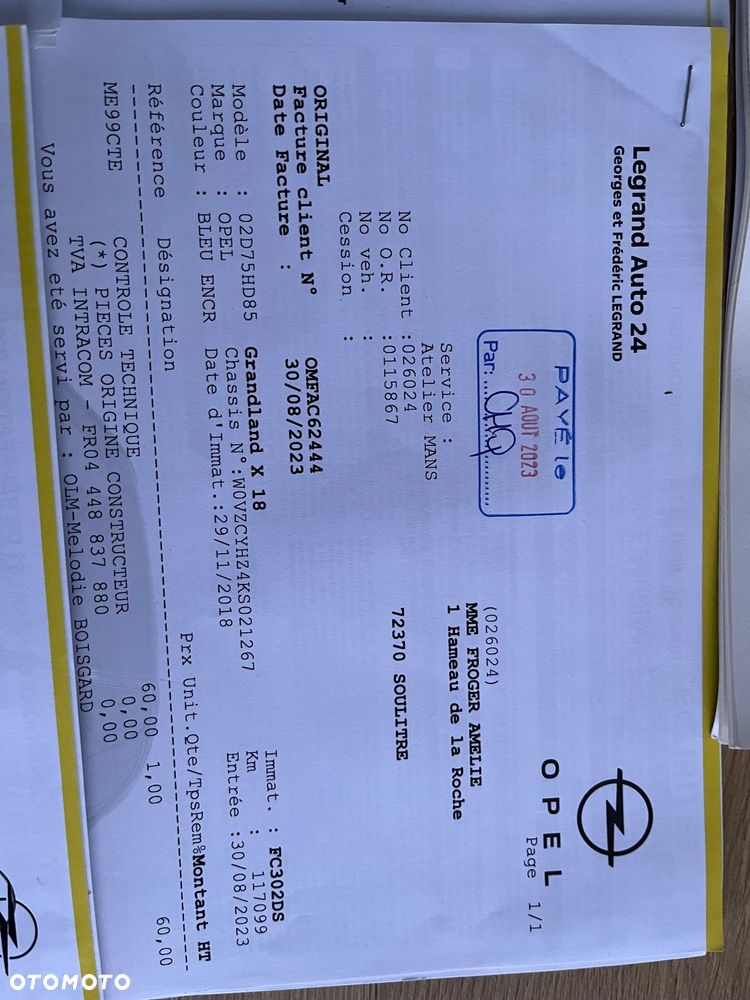 Legrand Auto 24
Georges et Frédéric LEGRAND
OPEL
Page 1/1
PAYÉ le
30 AOUT 2023
Par:
CHQ
(026024)
MME FROGER AMELIE
1 Hameau de la Roche
72370 SOULITRE
Service :
Atelier MANS
No Client :026024
No O.R. :0115867
No veh. :
Cession :
ORIGINAL
Facture client N° OMFAC62444
Date Facture : 30/08/2023
Modèle : 02D75HD85 Grandland X 18 Immat. : FC302DS
Marque : OPEL Chassis N°:W0VZCYHZ4KS021267 Km : 117099
Couleur : BLEU ENCR Date d'Immat.:29/11/2018 Entrée :30/08/2023
Référence Désignation Prx Unit.Qte/TpsRem%Montant HT
ME99CTE CONTROLE TECHNIQUE 60,00 1,00 60,00
(*) PIECES ORIGINE CONSTRUCTEUR 0,00
TVA INTRACOM - FR04 448 837 880 0,00
Vous avez eté servi par : OLM-Melodie BOISGARD
OTOMOTO